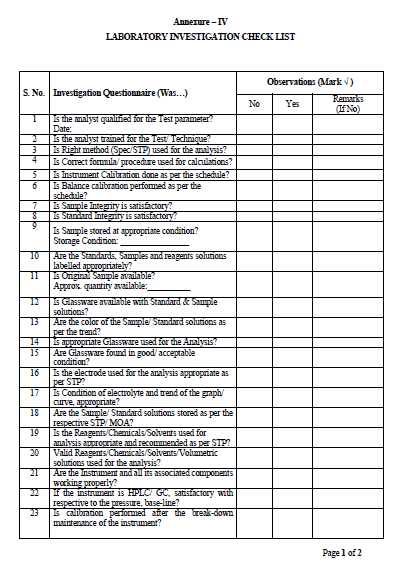 Annexure – IV
LABORATORY INVESTIGATION CHECK LIST
S. No. Investigation Questionnaire (Was…) Observations (Mark √ )
No Yes Remarks
(If No)
1 Is the analyst qualified for the Test parameter?
Date:
2 Is the analyst trained for the Test/ Technique?
3 Is Right method (Spec/STP) used for the analysis?
4 Is Correct formula/ procedure used for calculations?
5 Is Instrument Calibration done as per the schedule?
6 Is Balance calibration performed as per the
schedule?
7 Is Sample Integrity is satisfactory?
8 Is Standard Integrity is satisfactory?
9 Is Sample stored at appropriate condition?
Storage Condition: _______________
10 Are the Standards, Samples and reagents solutions
labelled appropriately?
11 Is Original Sample available?
Approx. quantity available:_________
12 Is Glassware available with Standard & Sample
solutions?
13 Are the color of the Sample/ Standard solutions as
per the trend?
14 Is appropriate Glassware used for the Analysis?
15 Are Glassware found in good/ acceptable
condition?
16 Is the electrode used for the analysis appropriate as
per STP?
17 Is Condition of electrolyte and trend of the graph/
curve, appropriate?
18 Are the Sample/ Standard solutions stored as per the
respective STP/ MOA?
19 Is the Reagents/Chemicals/Solvents used for
analysis appropriate and recommended as per STP?
20 Valid Reagents/Chemicals/Solvents/Volumetric
solutions used for the analysis?
21 Are the Instrument and all its associated components
working properly?
22 If the instrument is HPLC/ GC, satisfactory with
respective to the pressure, base-line?
23 Is calibration performed after the break-down
maintenance of the instrument?
Page 1 of 2